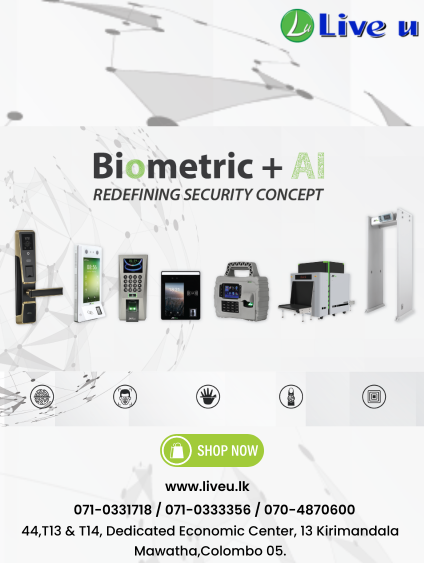 Live u
Biometric + AI
REDEFINING SECURITY CONCEPT
SHOP NOW
www.liveu.lk
071-0331718 / 071-0333356 / 070-4870600
44,T13 & T14, Dedicated Economic Center, 13 Kirimandala
Mawatha,Colombo 05.